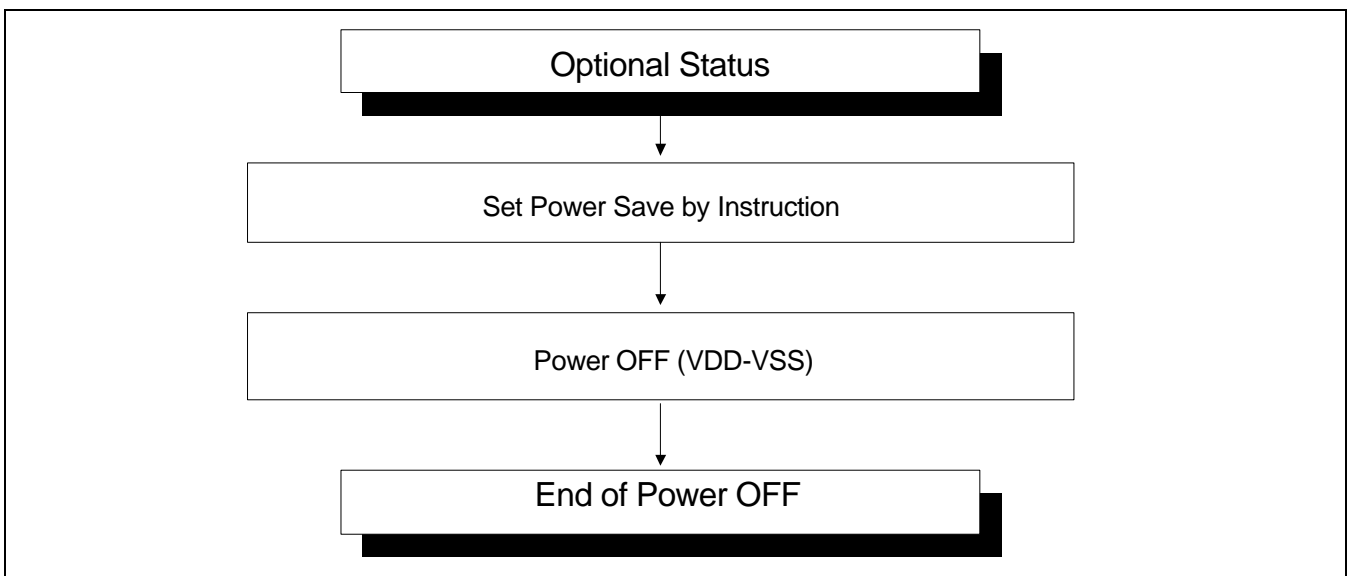 Optional Status
Set Power Save by Instruction
Power OFF (VDD-VSS)
End of Power OFF